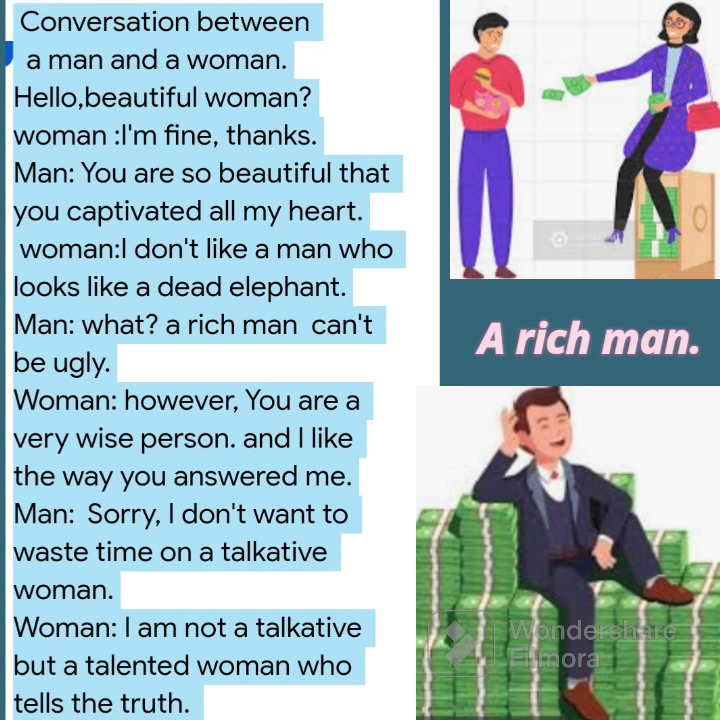 Conversation between
a man and a woman.
Hello,beautiful woman?
woman :I'm fine, thanks.
Man: You are so beautiful that
you captivated all my heart.
woman:I don't like a man who
looks like a dead elephant.
Man: what? a rich man can't
be ugly.
Woman: however, You are a
very wise person. and I like
the way you answered me.
Man: Sorry, I don't want to
waste time on a talkative
woman.
Woman: I am not a talkative
but a talented woman who
tells the truth.
A rich man.
Wondershare
Filmora